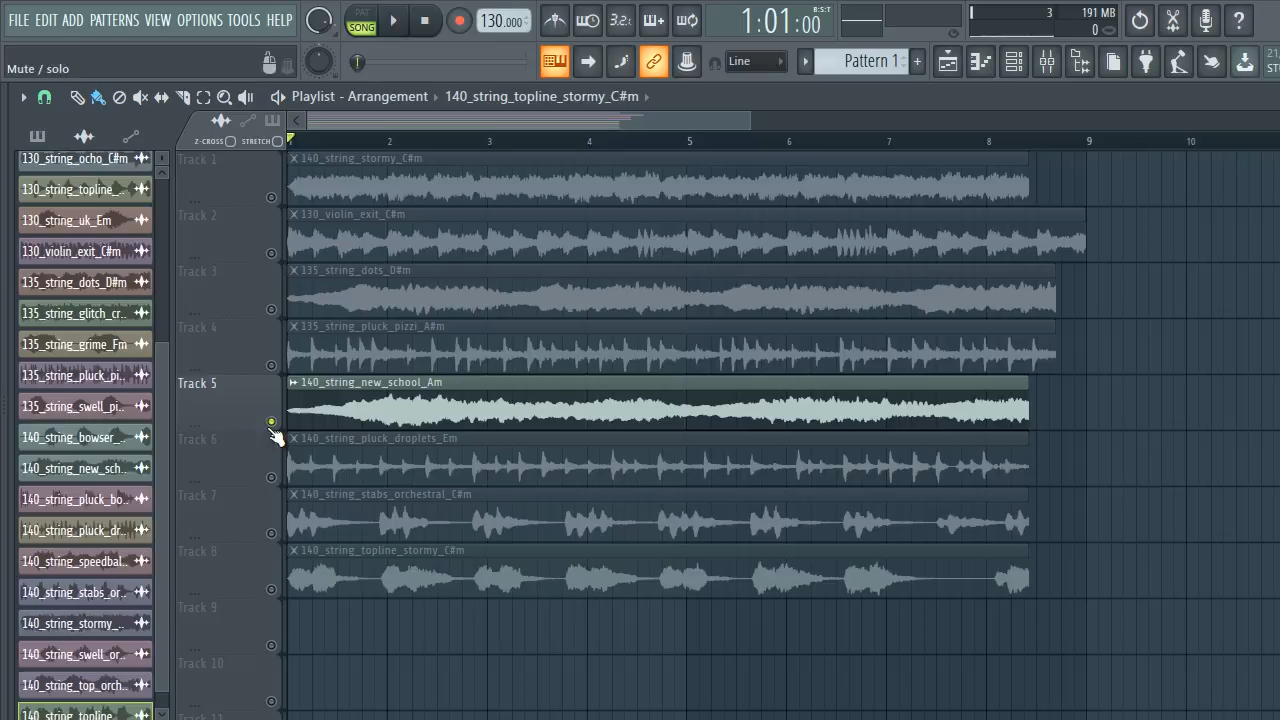 FILE EDIT ADD PATTERNS VIEW OPTIONS TOOLS HELP
PAT
SONG
130.000
3.2.
1:01:00
B:S:T
3
191 MB
0
Mute / solo
Line
Pattern 1
Playlist - Arrangement
140_string_topline_stormy_C#m
Z-CROSS
STRETCH
1 2 3 4 5 6 7 8 9 10
130_string_ocho_C#m
130_string_topline_..
130_string_uk_Em
130_violin_exit_C#m
135_string_dots_D#m
135_string_glitch_cr..
135_string_grime_Fm
135_string_pluck_pi..
135_string_swell_pi..
140_string_bowser_..
140_string_new_sch..
140_string_pluck_bo..
140_string_pluck_dr..
140_string_speedbal..
140_string_stabs_or..
140_string_stormy_..
140_string_swell_or..
140_string_top_orch..
140_string_topline
Track 1
140_string_stormy_C#m
Track 2
130_violin_exit_C#m
Track 3
135_string_dots_D#m
Track 4
135_string_pluck_pizzi_A#m
Track 5
140_string_new_school_Am
Track 6
140_string_pluck_droplets_Em
Track 7
140_string_stabs_orchestral_C#m
Track 8
140_string_topline_stormy_C#m
Track 9
Track 10
Track 11